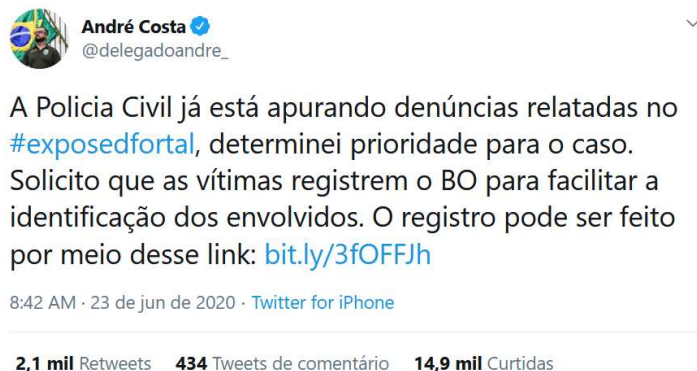 André Costa
@delegadoandre_
A Policia Civil já está apurando denúncias relatadas no
#exposedfortal, determinei prioridade para o caso.
Solicito que as vítimas registrem o BO para facilitar a
identificação dos envolvidos. O registro pode ser feito
por meio desse link: bit.ly/3fOFFJh
8:42 AM · 23 de jun de 2020 · Twitter for iPhone
2,1 mil Retweets 434 Tweets de comentário 14,9 mil Curtidas